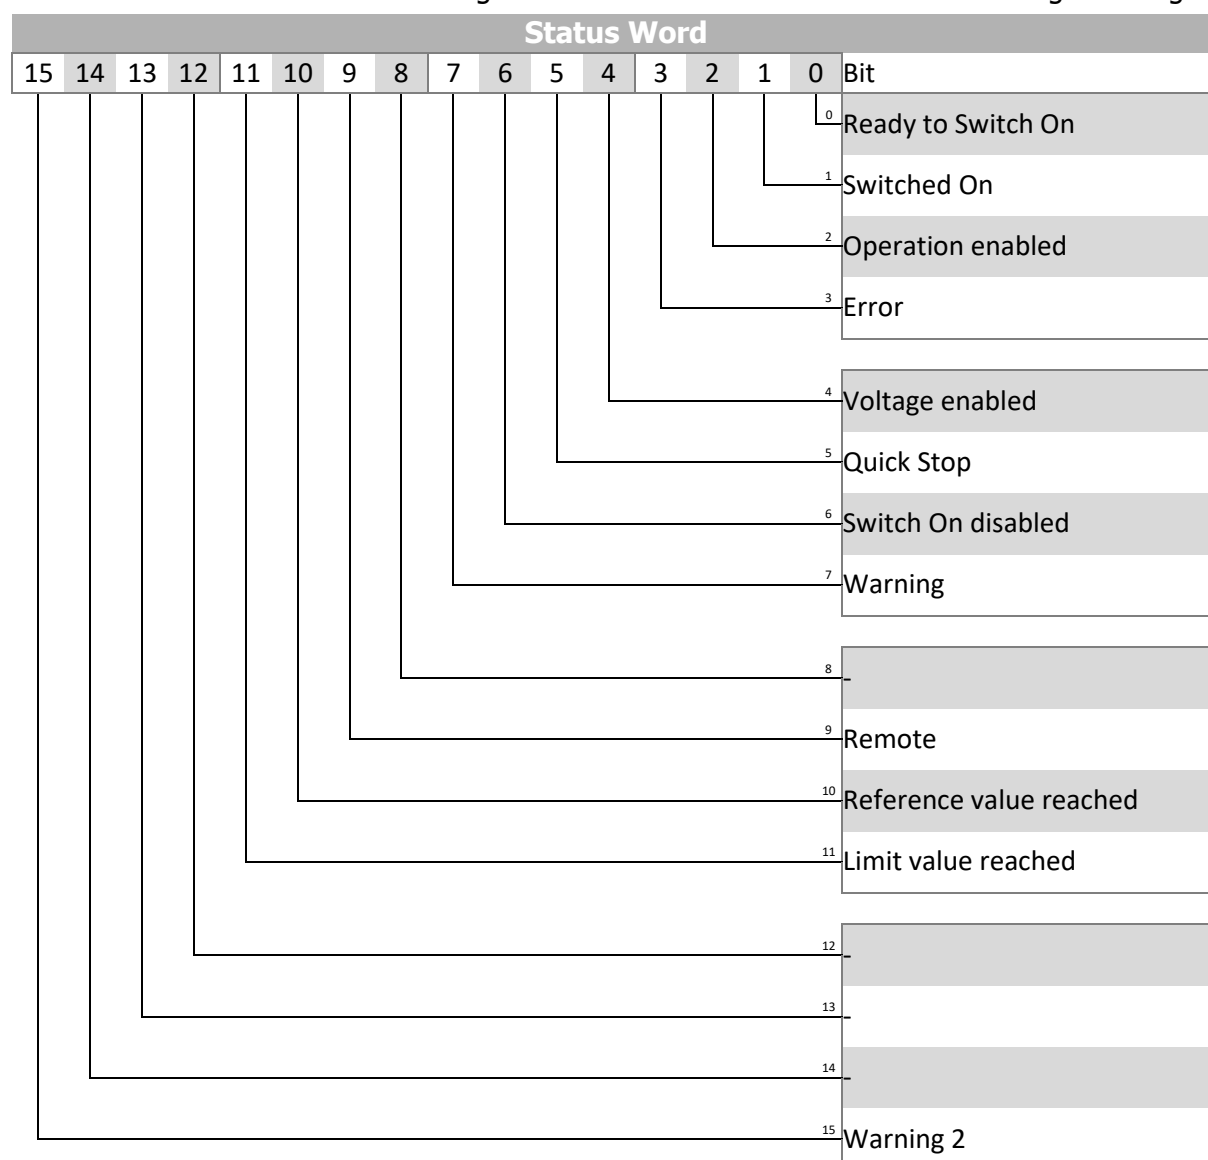 Status Word
15 14 13 12 11 10 9 8 7 6 5 4 3 2 1 0 Bit
0 Ready to Switch On
1 Switched On
2 Operation enabled
3 Error
4 Voltage enabled
5 Quick Stop
6 Switch On disabled
7 Warning
8 -
9 Remote
10 Reference value reached
11 Limit value reached
12 -
13 -
14 -
15 Warning 2